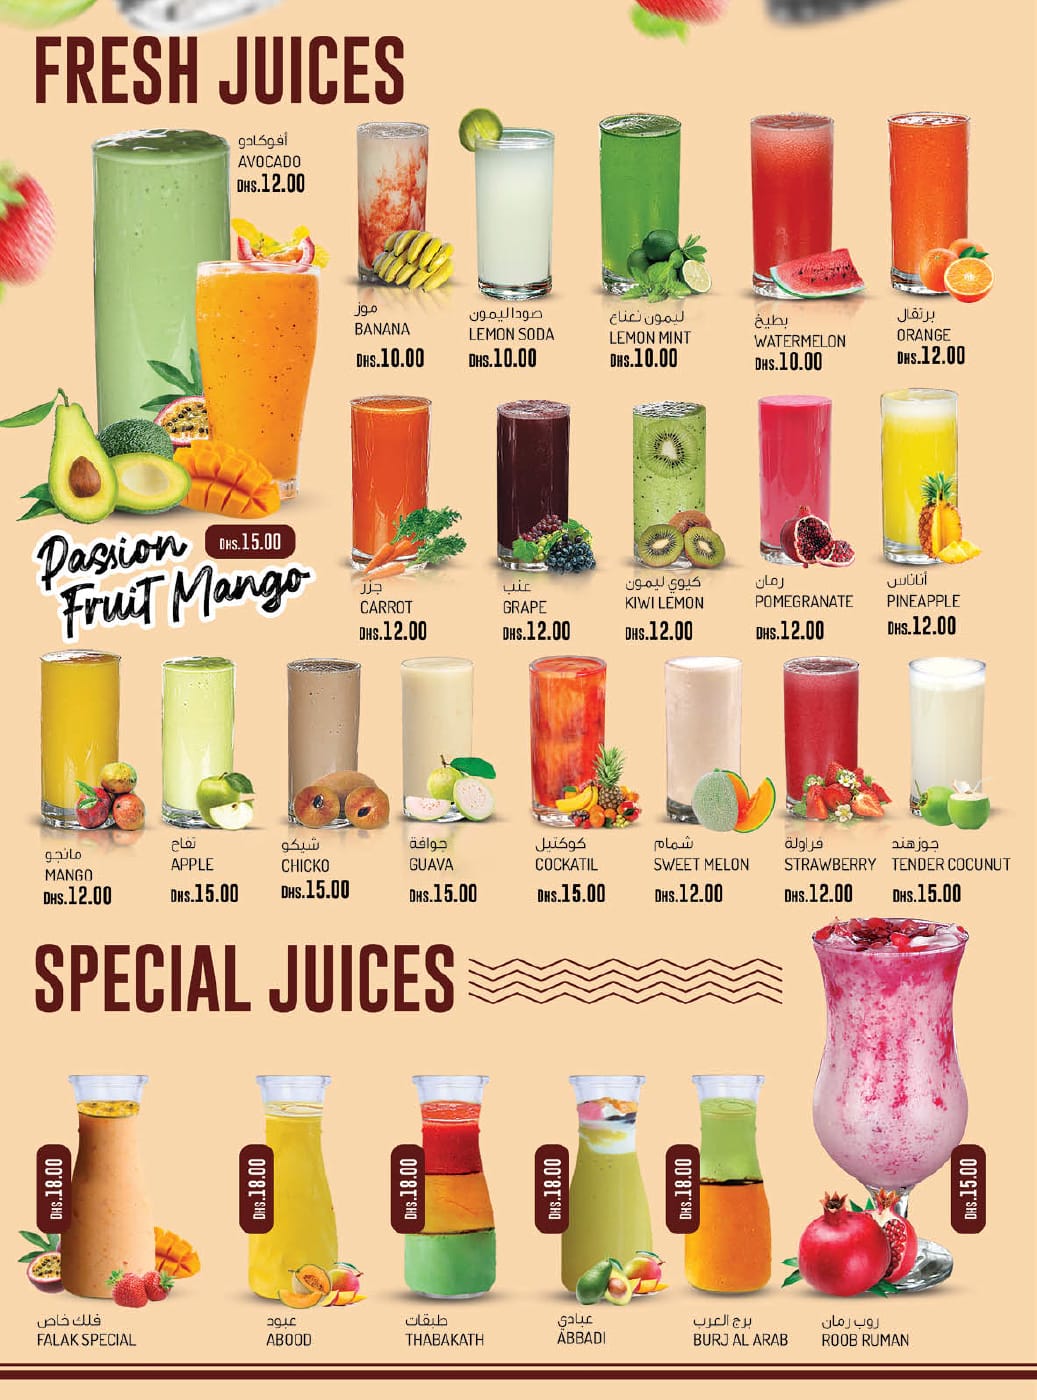 FRESH JUICES
أفوكادو
AVOCADO
DHS.12.00
Passion
Fruit Mango
DHS.15.00
موز
BANANA
DHS.10.00
صودا ليمون
LEMON SODA
DHS.10.00
ليمون نعناع
LEMON MINT
DHS.10.00
بطيخ
WATERMELON
DHS.10.00
برتقال
ORANGE
DHS.12.00
جزر
CARROT
DHS.12.00
عنب
GRAPE
DHS.12.00
كيوي ليمون
KIWI LEMON
DHS.12.00
رمان
POMEGRANATE
DHS.12.00
أناناس
PINEAPPLE
DHS.12.00
مانجو
MANGO
DHS.12.00
تفاح
APPLE
DHS.15.00
شيكو
CHICKO
DHS.15.00
جوافة
GUAVA
DHS.15.00
كوكتيل
COCKATIL
DHS.15.00
شمام
SWEET MELON
DHS.12.00
فراولة
STRAWBERRY
DHS.12.00
جوز هند
TENDER COCUNUT
DHS.15.00
SPECIAL JUICES
DHS.18.00
فلك خاص
FALAK SPECIAL
DHS.18.00
عبود
ABOOD
DHS.18.00
طبقات
THABAKATH
DHS.18.00
عبادي
ABBADI
DHS.18.00
برج العرب
BURJ AL ARAB
DHS.15.00
روب رمان
ROOB RUMAN